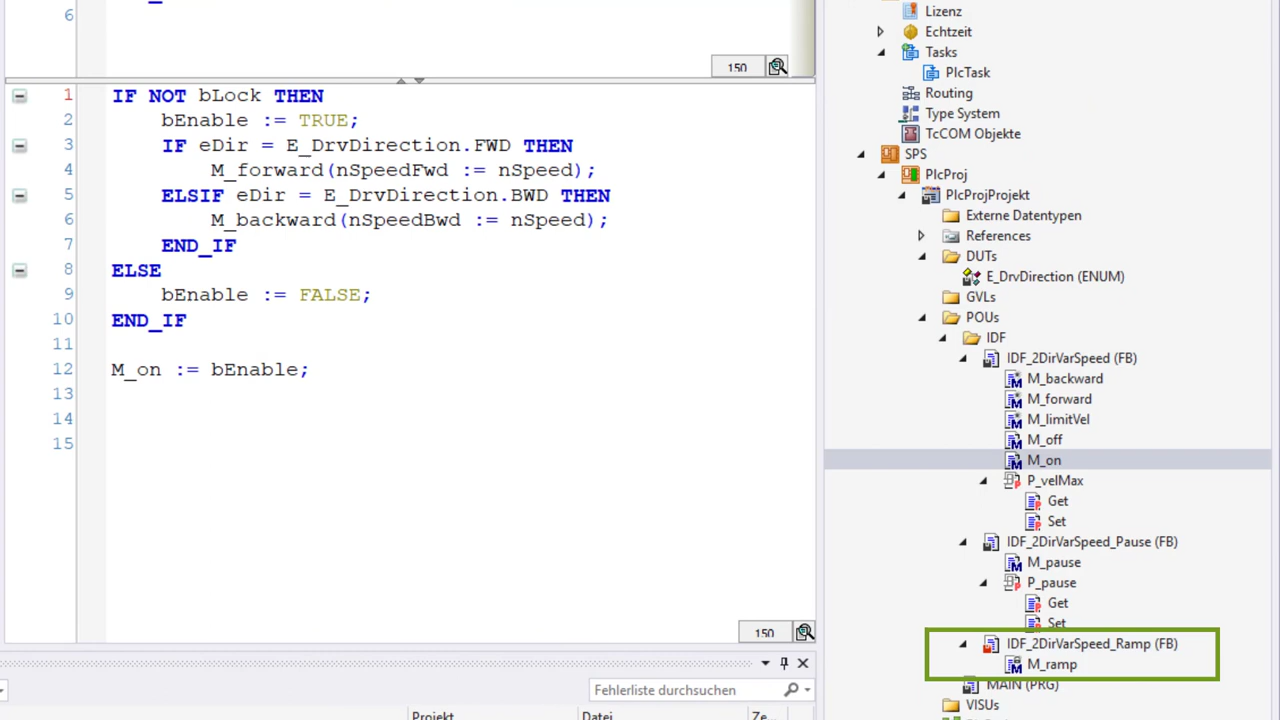 6
150
1 IF NOT bLock THEN
2 bEnable := TRUE;
3 IF eDir = E_DrvDirection.FWD THEN
4 M_forward(nSpeedFwd := nSpeed);
5 ELSIF eDir = E_DrvDirection.BWD THEN
6 M_backward(nSpeedBwd := nSpeed);
7 END_IF
8 ELSE
9 bEnable := FALSE;
10 END_IF
11
12 M_on := bEnable;
13
14
15
150
Fehlerliste durchsuchen
Projekt Datei Ze...
Lizenz
Echtzeit
Tasks
PlcTask
Routing
Type System
TcCOM Objekte
SPS
PlcProj
PlcProjProjekt
Externe Datentypen
References
DUTs
E_DrvDirection (ENUM)
GVLs
POUs
IDF
IDF_2DirVarSpeed (FB)
M_backward
M_forward
M_limitVel
M_off
M_on
P_velMax
Get
Set
IDF_2DirVarSpeed_Pause (FB)
M_pause
P_pause
Get
Set
IDF_2DirVarSpeed_Ramp (FB)
M_ramp
MAIN (PRG)
VISUs